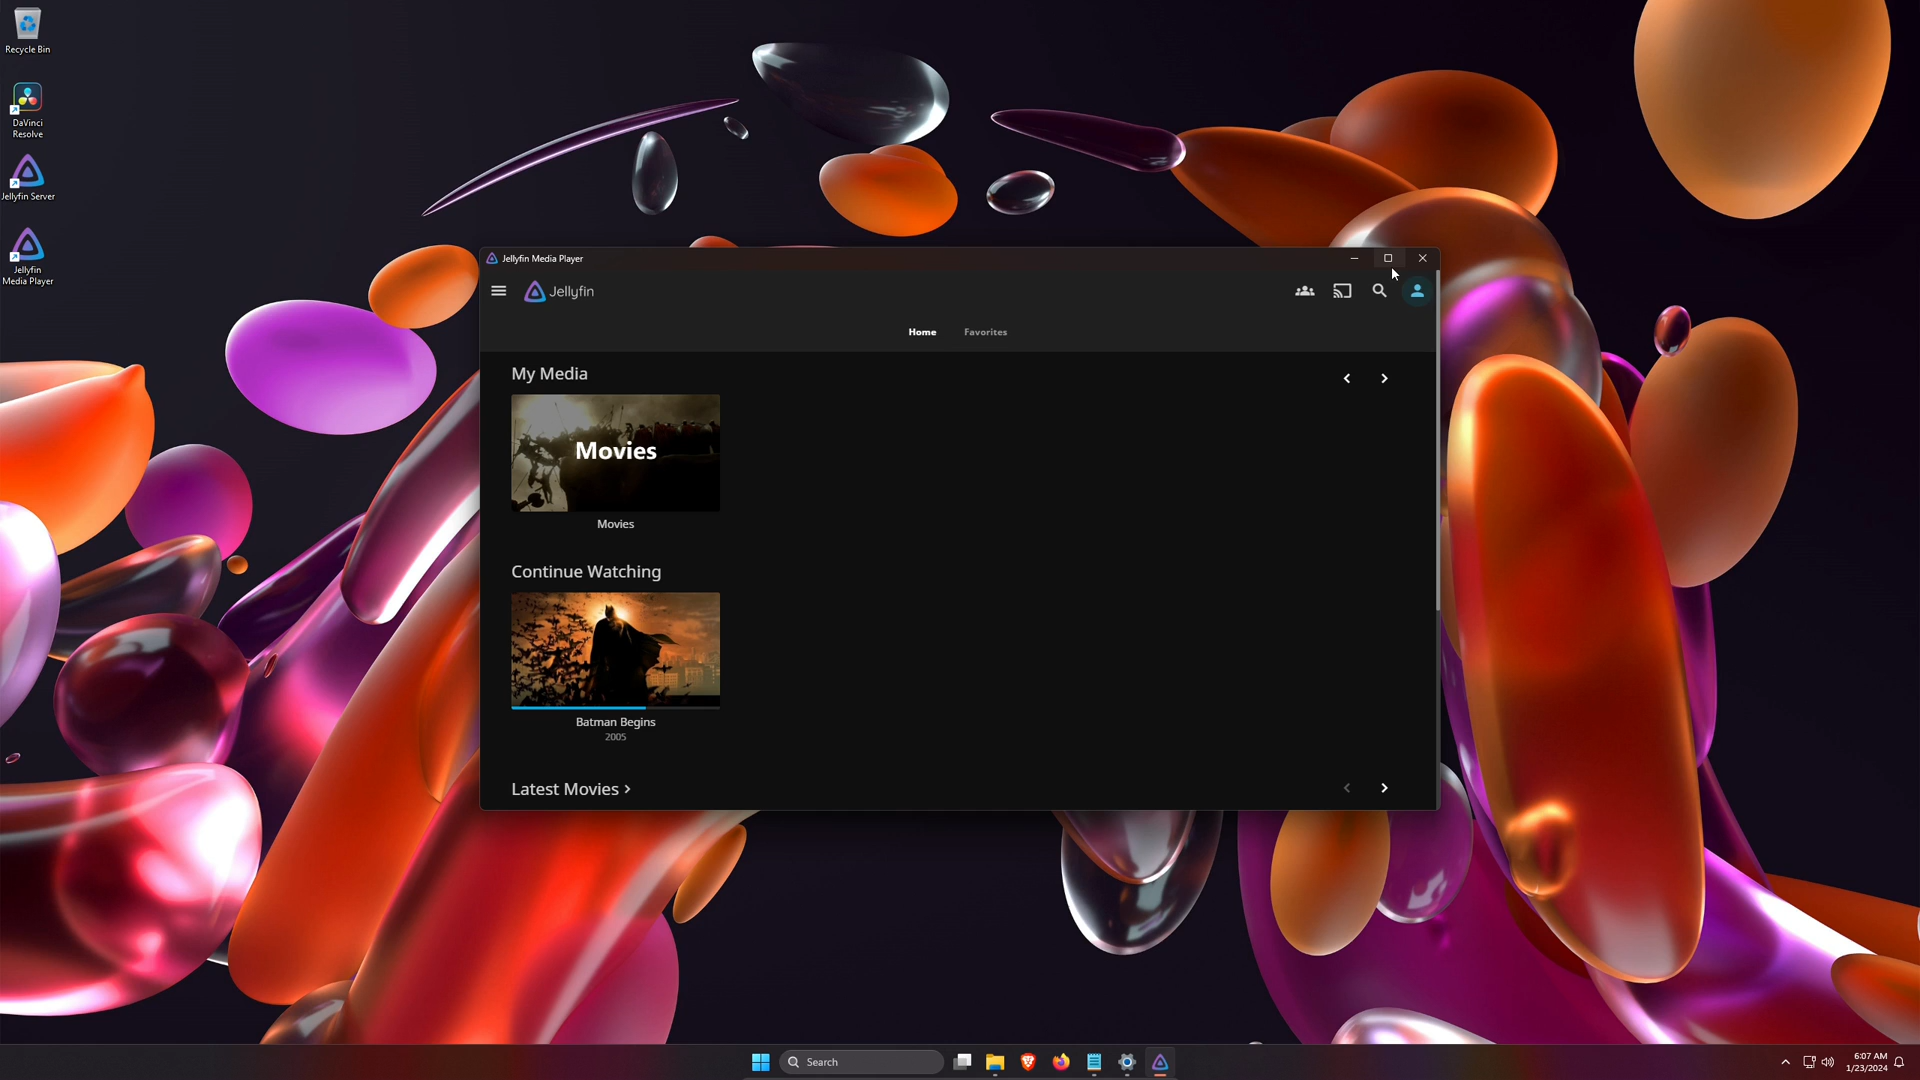 Recycle Bin
DaVinci
Resolve
Jellyfin Server
Jellyfin
Media Player
Jellyfin Media Player
Jellyfin
Home
Favorites
My Media
Movies
Movies
Continue Watching
Batman Begins
2005
Latest Movies
Search
6:07 AM
1/23/2024